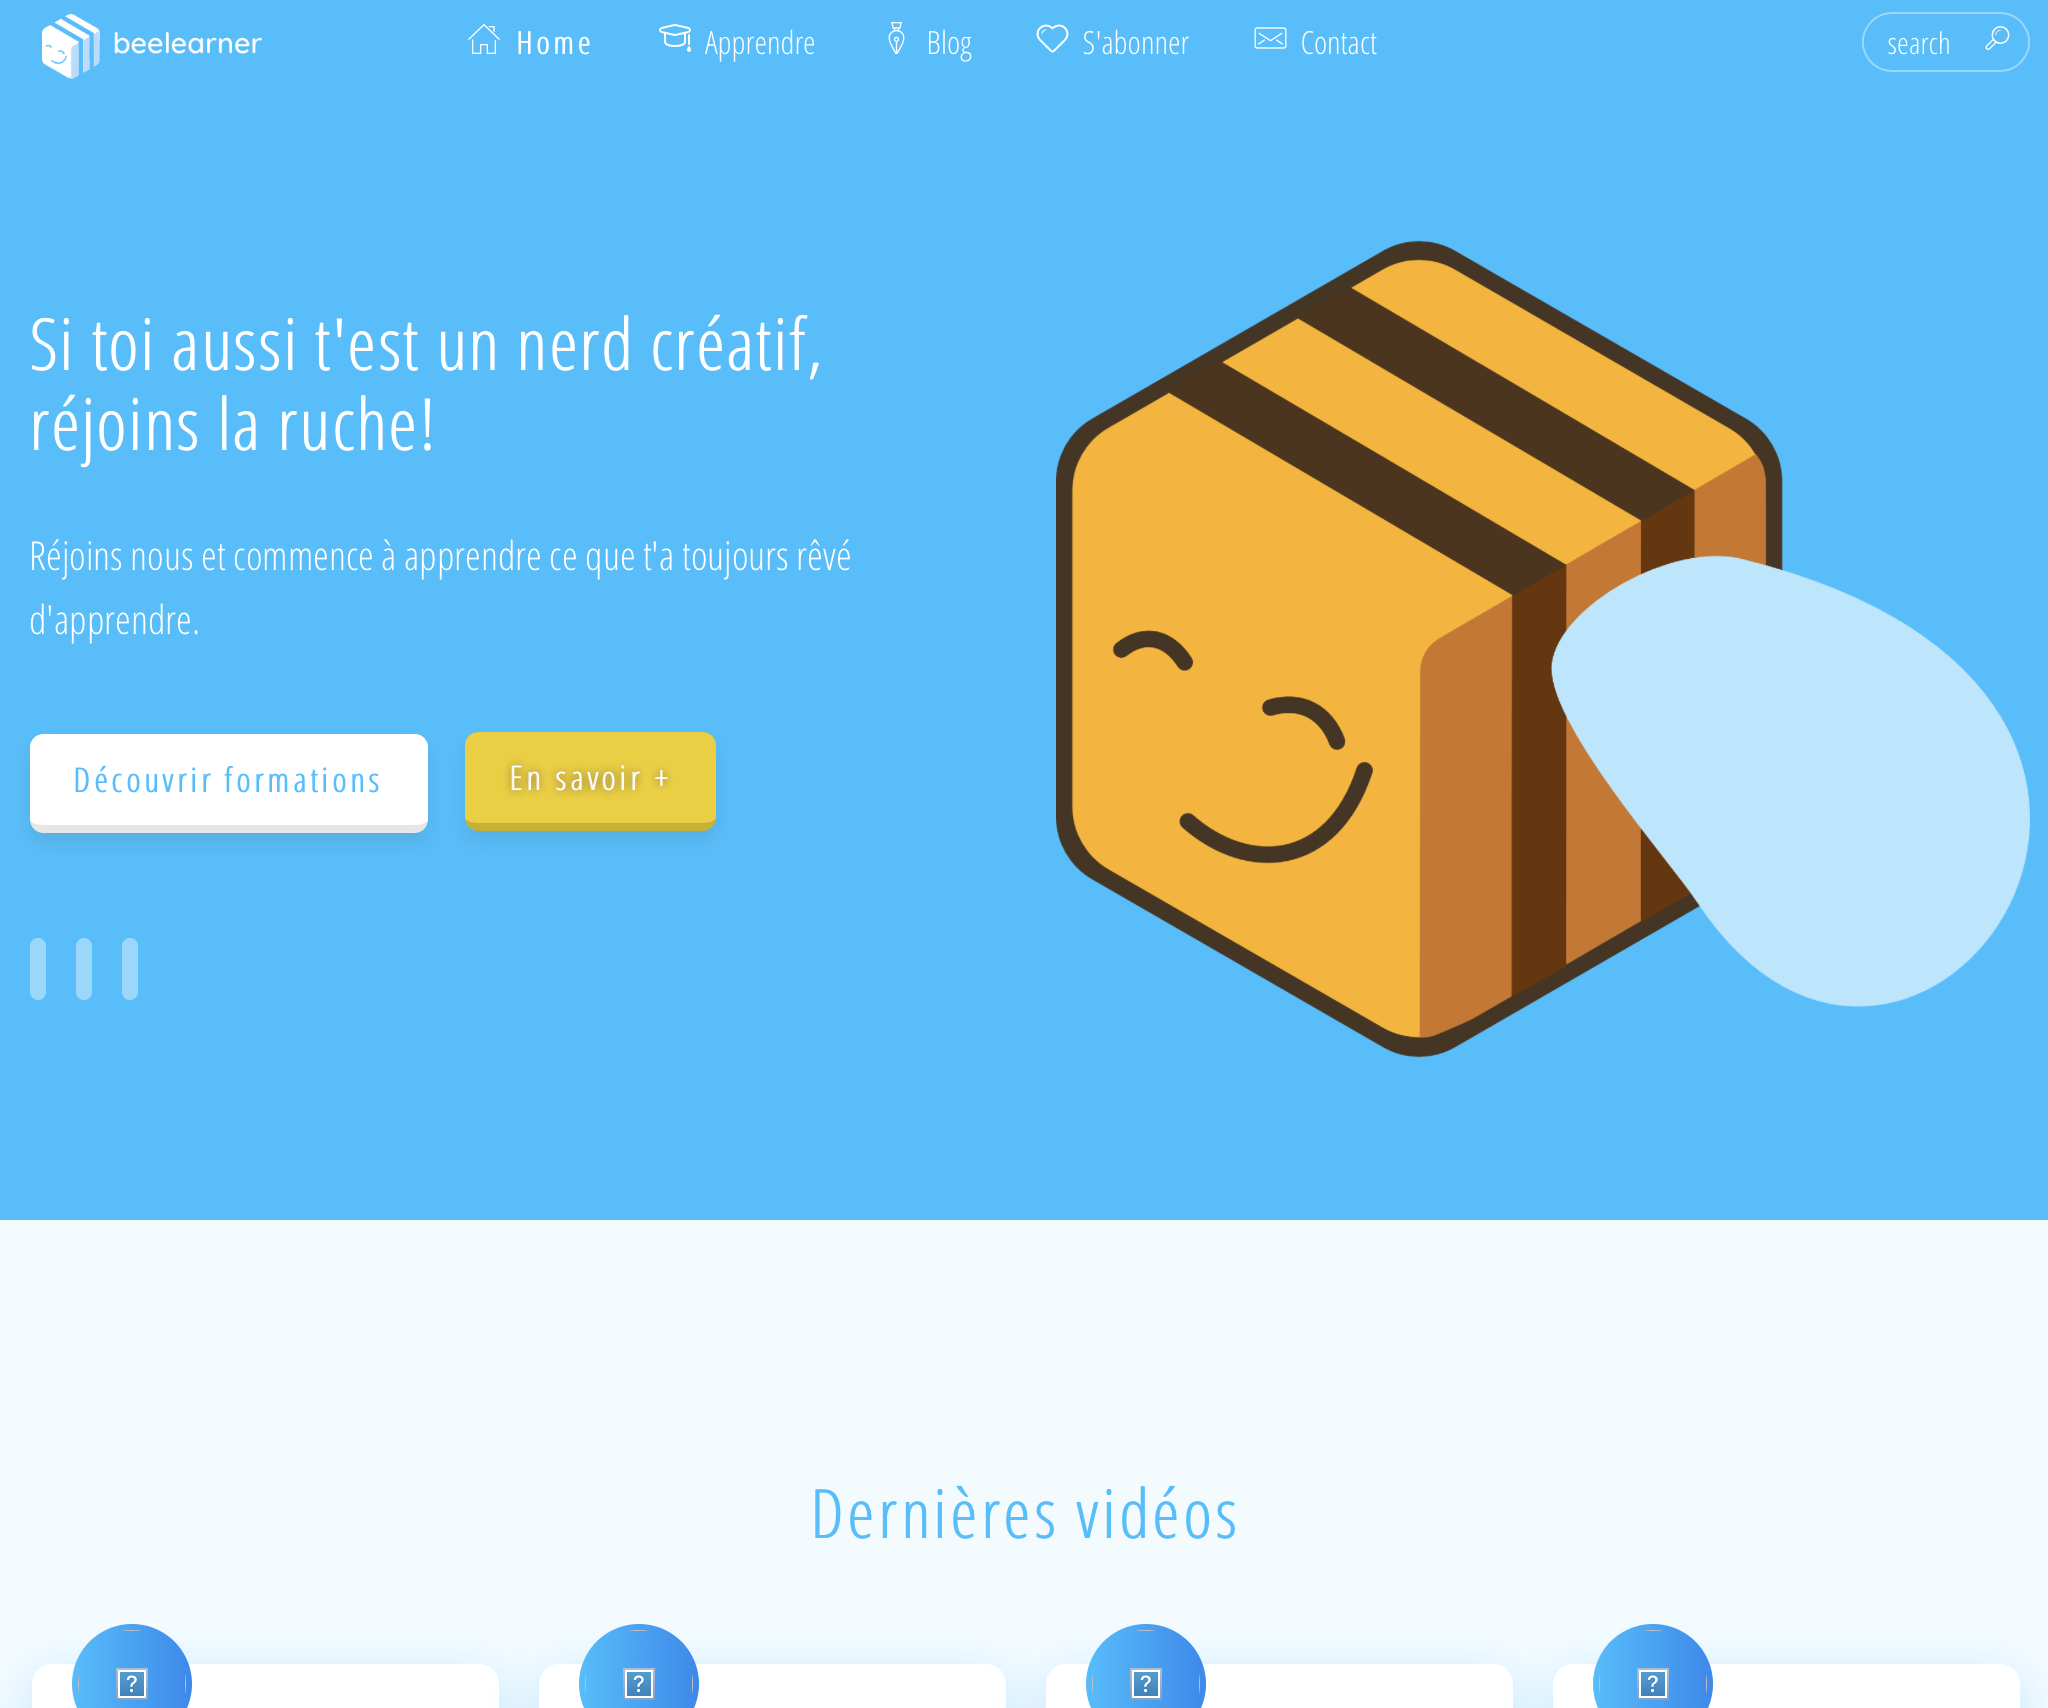 beelearner
Home
Apprendre
Blog
S'abonner
Contact
search
Si toi aussi t'est un nerd créatif,
réjoins la ruche!
Réjoins nous et commence à apprendre ce que t'a toujours rêvé
d'apprendre.
Découvrir formations
En savoir +
Dernières vidéos